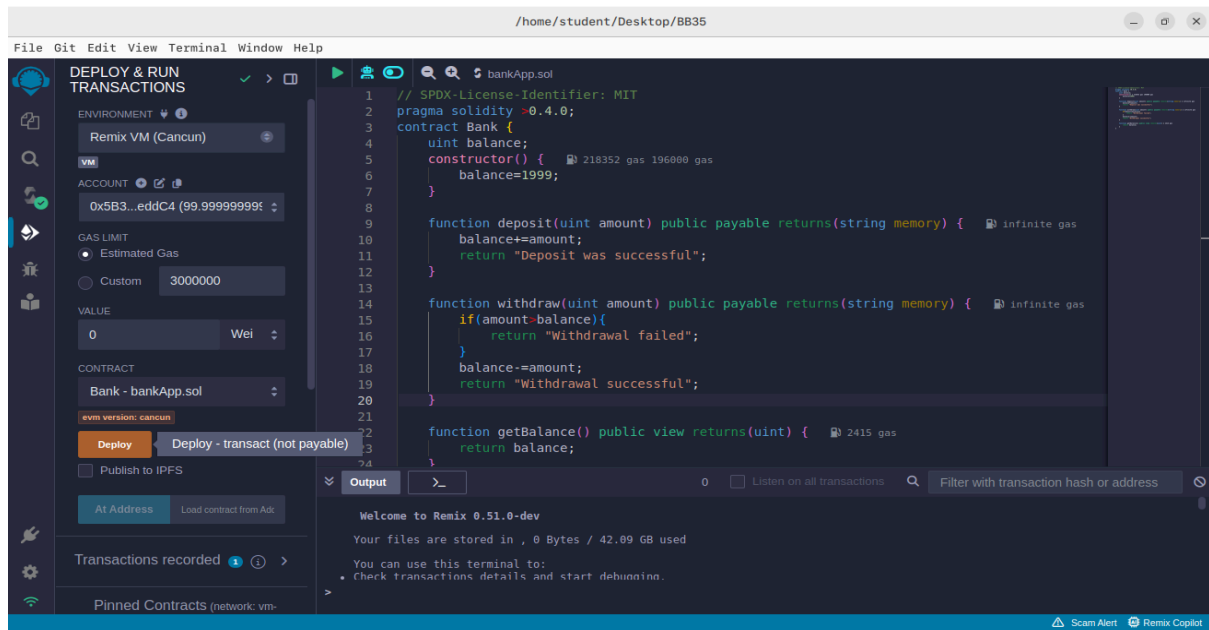 /home/student/Desktop/BB35
File Git Edit View Terminal Window Help
DEPLOY & RUN
TRANSACTIONS
ENVIRONMENT
Remix VM (Cancun)
VM
ACCOUNT
0x5B3...eddC4 (99.999999999
GAS LIMIT
Estimated Gas
Custom 3000000
VALUE
0 Wei
CONTRACT
Bank - bankApp.sol
evm version: cancun
Deploy Deploy - transact (not payable)
Publish to IPFS
At Address Load contract from Adc
Transactions recorded 1 i
Pinned Contracts (network: vm-
bankApp.sol
1 // SPDX-License-Identifier: MIT
2 pragma solidity >0.4.0;
3 contract Bank {
4 uint balance;
5 constructor() { 218352 gas 196000 gas
6 balance=1999;
7 }
8
9 function deposit(uint amount) public payable returns(string memory) { infinite gas
10 balance+=amount;
11 return "Deposit was successful";
12 }
13
14 function withdraw(uint amount) public payable returns(string memory) { infinite gas
15 if(amount>balance){
16 return "Withdrawal failed";
17 }
18 balance-=amount;
19 return "Withdrawal successful";
20 }
21
22 function getBalance() public view returns(uint) { 2415 gas
23 return balance;
24 }
Output >_ 0 Listen on all transactions Filter with transaction hash or address
Welcome to Remix 0.51.0-dev
Your files are stored in , 0 Bytes / 42.09 GB used
You can use this terminal to:
• Check transactions details and start debugging.
>
Scam Alert Remix Copilot